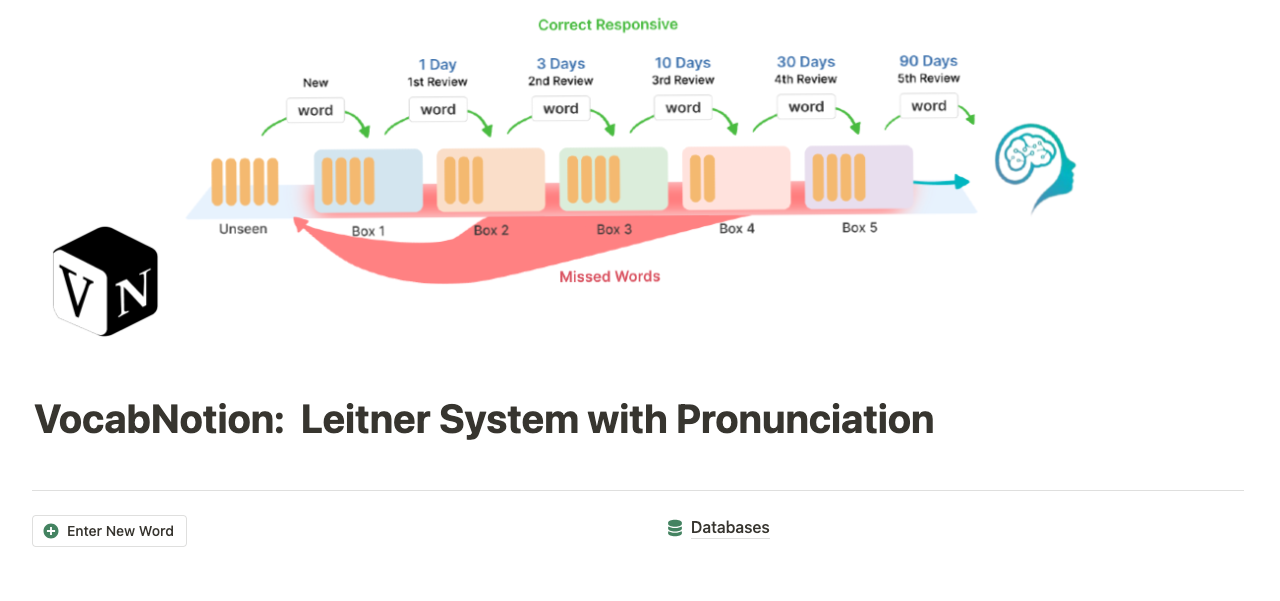 Correct Responsive
1 Day
3 Days
10 Days
30 Days
90 Days
New
1st Review
2nd Review
3rd Review
4th Review
5th Review
word
word
word
word
word
word
Unseen
Box 1
Box 2
Box 3
Box 4
Box 5
Missed Words
V N
VocabNotion: Leitner System with Pronunciation
Enter New Word
Databases